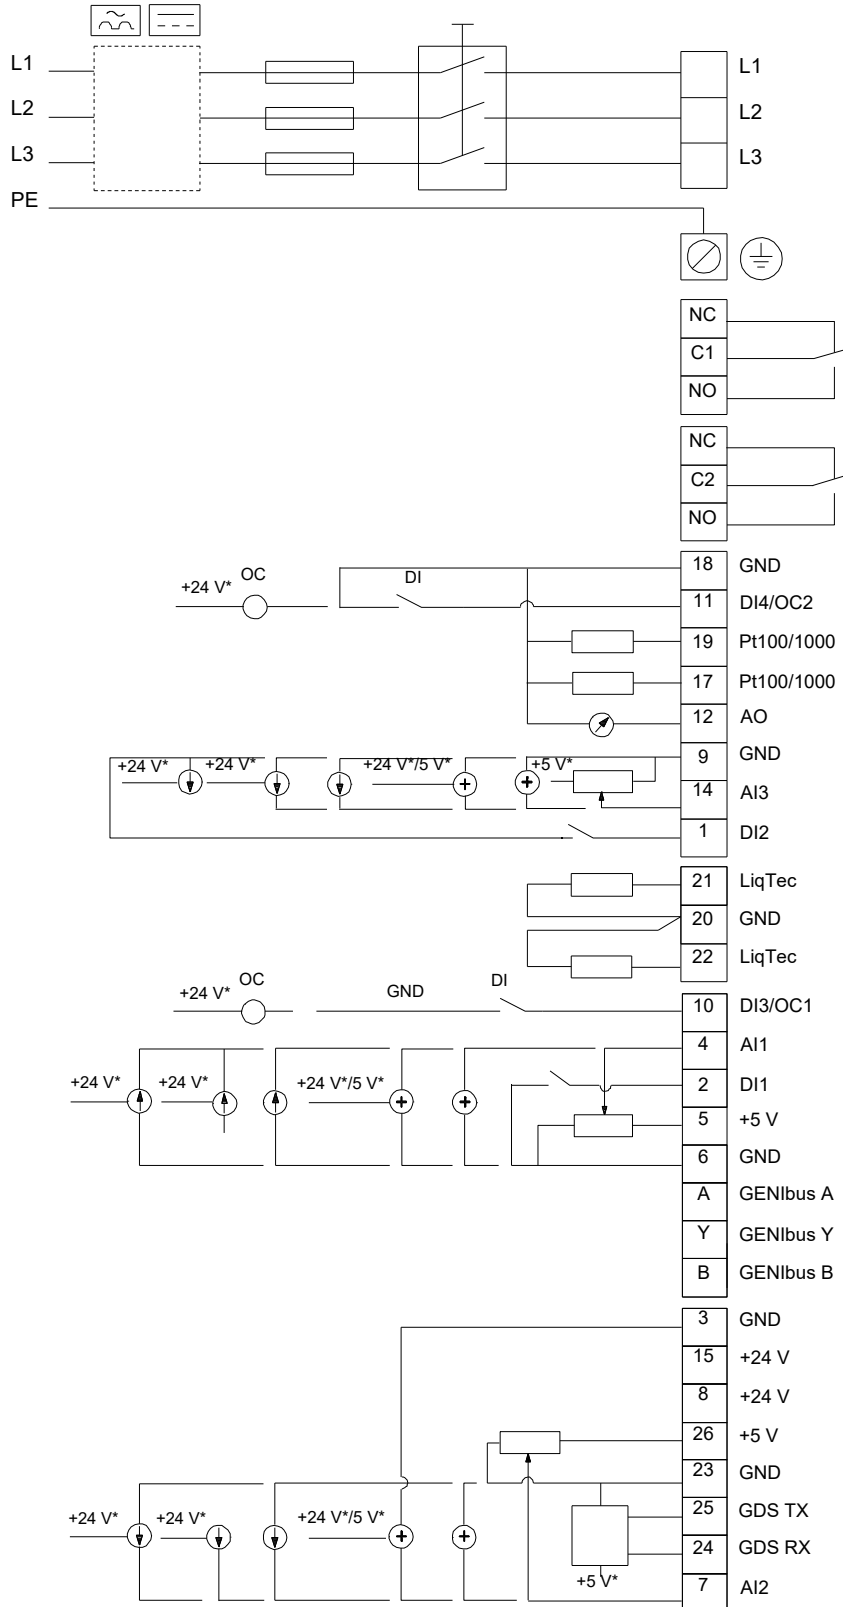 L1 L1
L2 L2
L3 L3
PE
NC
C1
NO
NC
C2
NO
18 GND
+24 V* OC DI 11 DI4/OC2
19 Pt100/1000
17 Pt100/1000
12 AO
9 GND
+24 V* +24 V* +24 V*/5 V* +5 V*
14 AI3
1 DI2
21 LiqTec
20 GND
22 LiqTec
+24 V* OC GND DI 10 DI3/OC1
4 AI1
+24 V* +24 V* +24 V*/5 V* 2 DI1
5 +5 V
6 GND
A GENIbus A
Y GENIbus Y
B GENIbus B
3 GND
15 +24 V
8 +24 V
26 +5 V
23 GND
+24 V* +24 V* +24 V*/5 V* 25 GDS TX
24 GDS RX
+5 V* 7 AI2